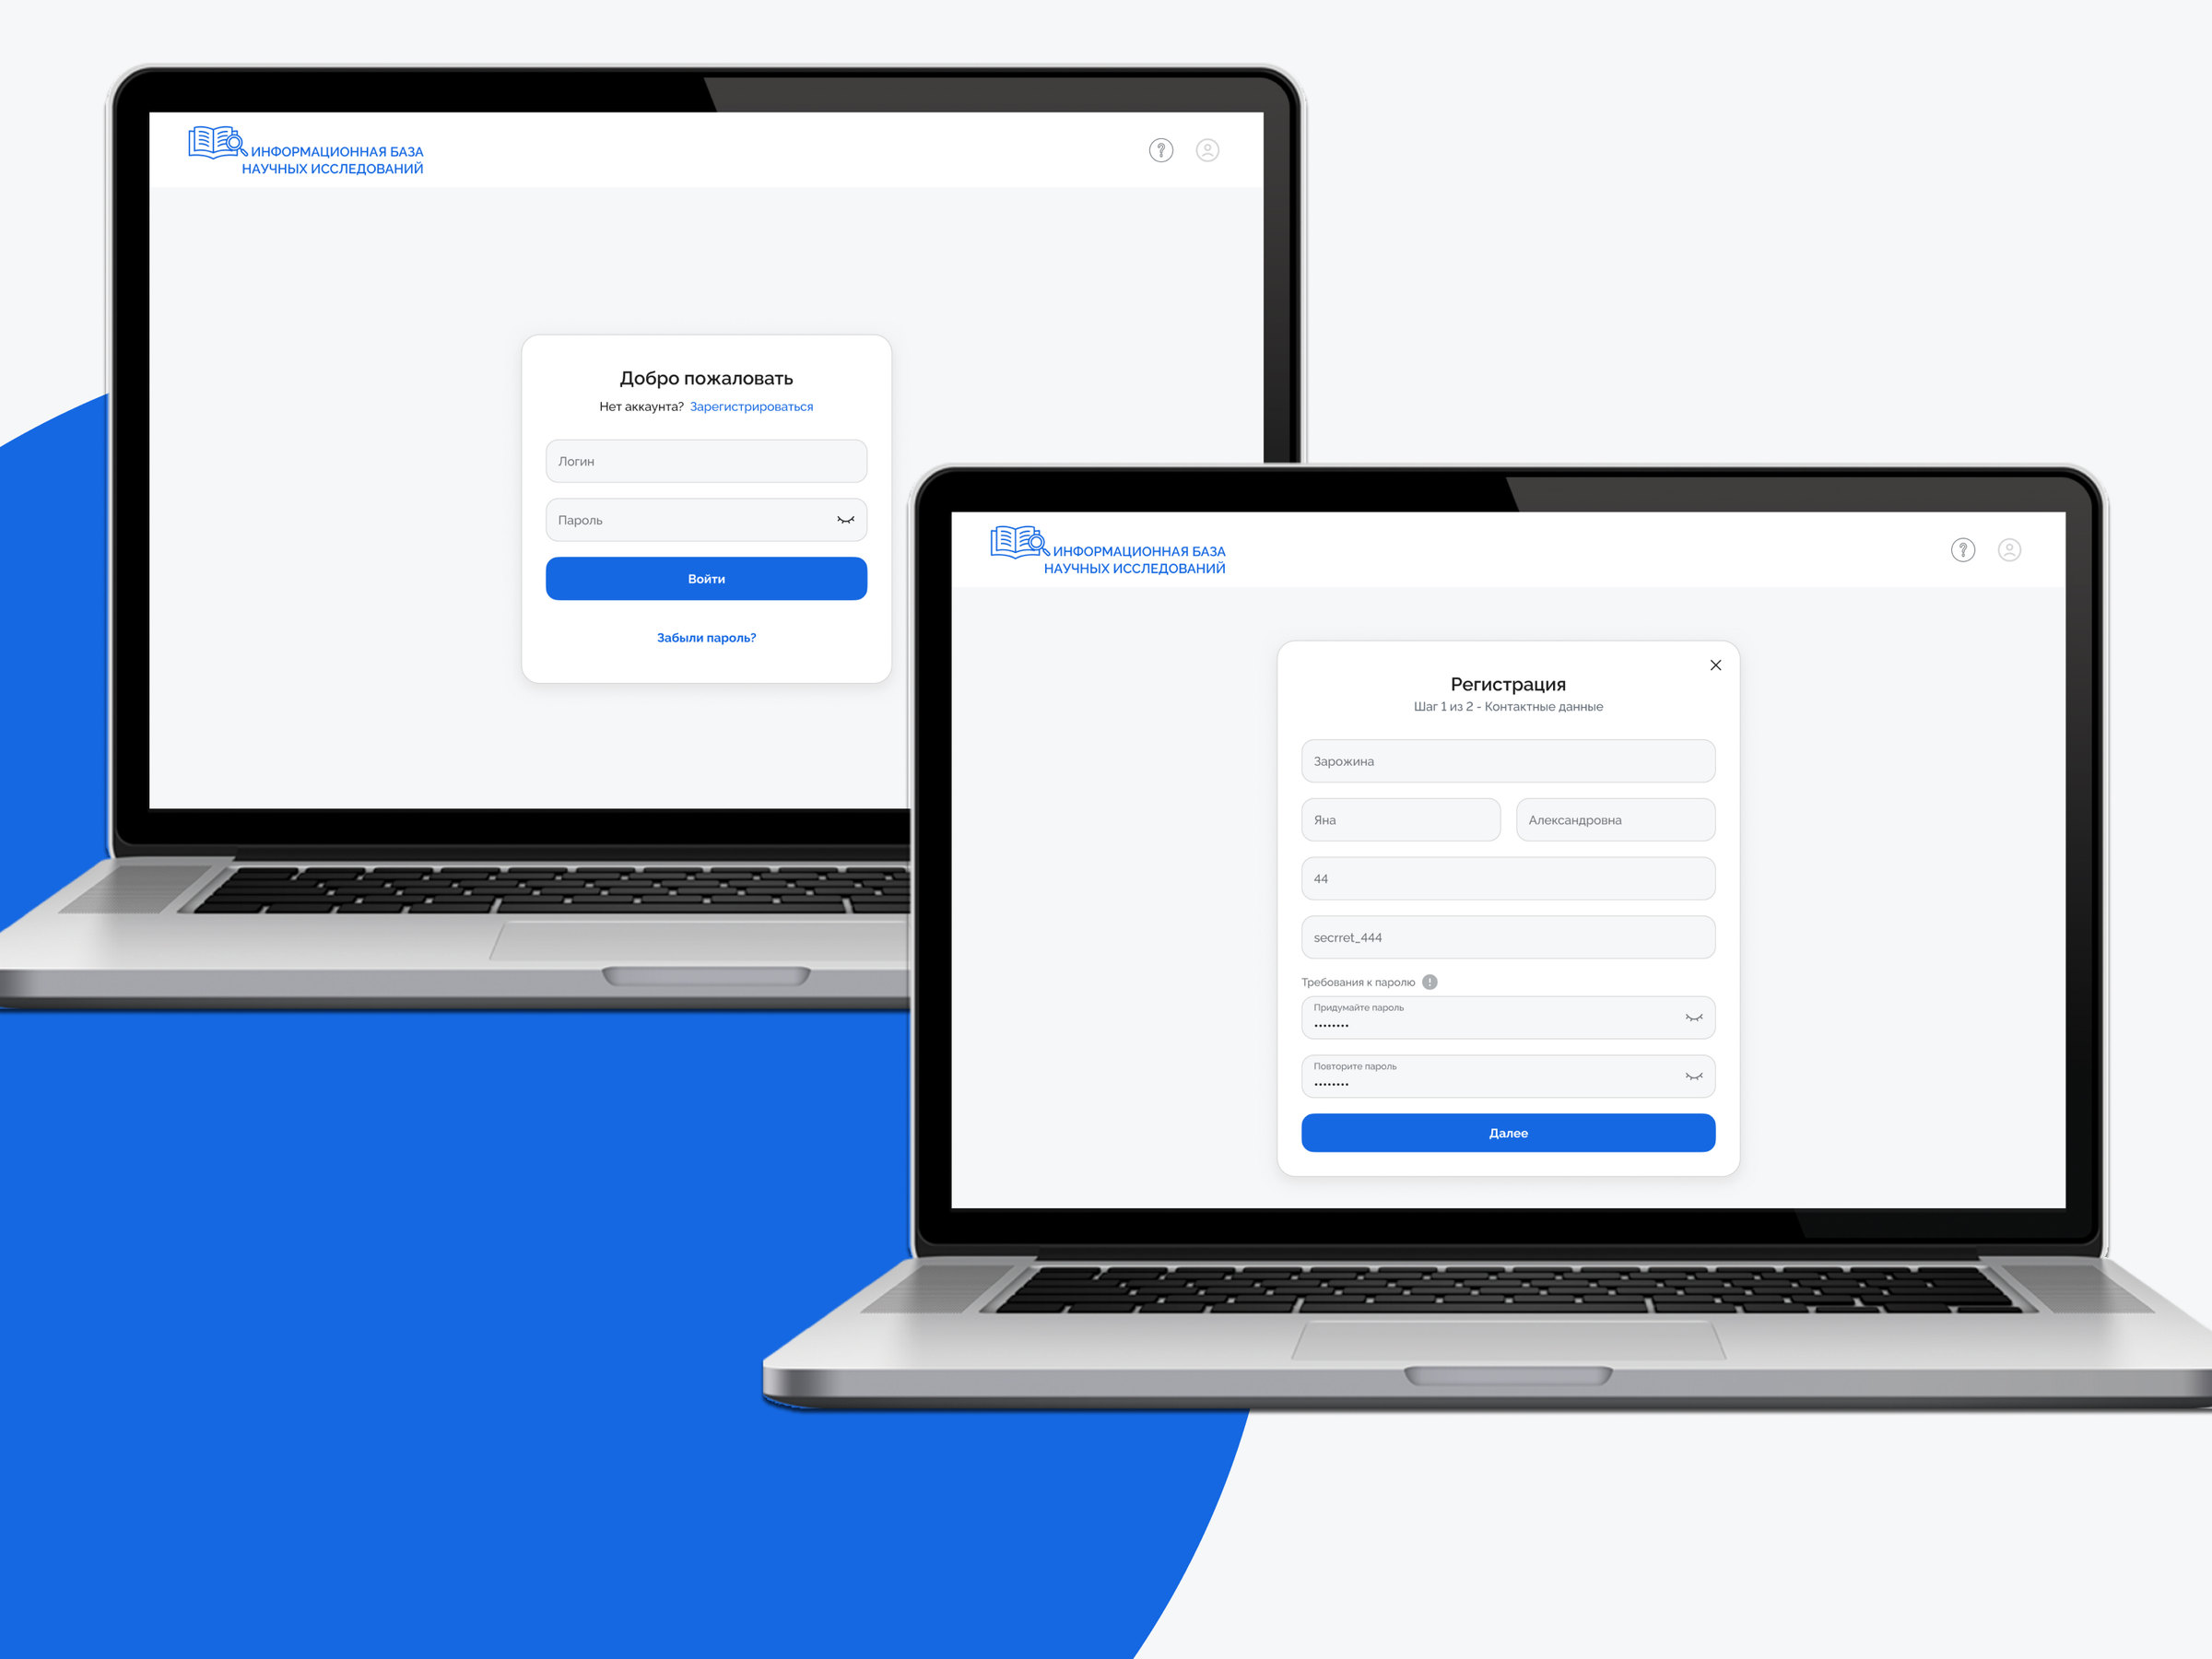 ИНФОРМАЦИОННАЯ БАЗА
НАУЧНЫХ ИССЛЕДОВАНИЙ
Добро пожаловать
Нет аккаунта? Зарегистрироваться
Логин
Пароль
Войти
Забыли пароль?
ИНФОРМАЦИОННАЯ БАЗА
НАУЧНЫХ ИССЛЕДОВАНИЙ
Регистрация
Шаг 1 из 2 - Контактные данные
Зарожина
Яна
Александровна
44
secrret_444
Требования к паролю
Придумайте пароль
••••••••
Повторите пароль
••••••••
Далее